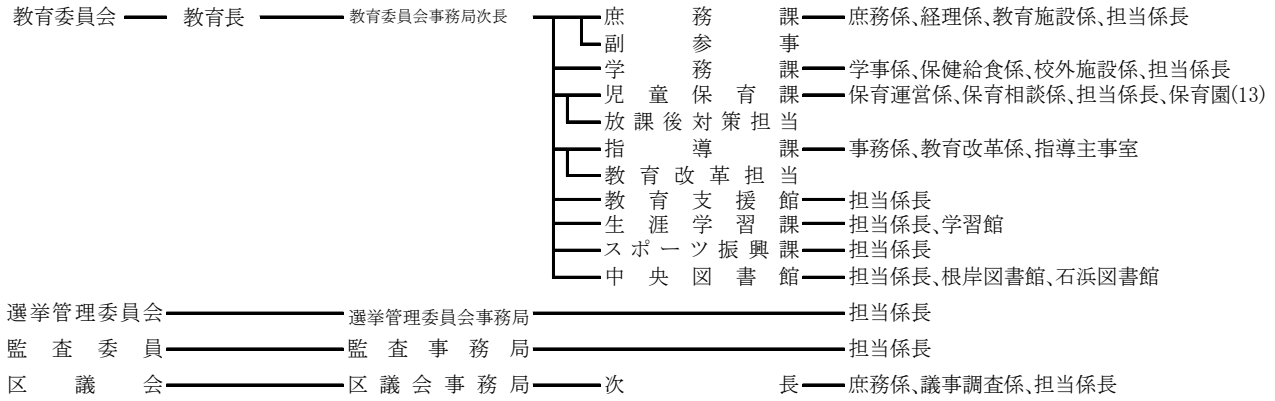 教育委員会 教育長 教育委員会事務局次長 庶務課 庶務係、経理係、教育施設係、担当係長
副参事
学務課 学事係、保健給食係、校外施設係、担当係長
児童保育課 保育運営係、保育相談係、担当係長、保育園(13)
放課後対策担当
指導課 事務係、教育改革係、指導主事室
教育改革担当
教育支援館 担当係長
生涯学習課 担当係長、学習館
スポーツ振興課 担当係長
中央図書館 担当係長、根岸図書館、石浜図書館
選挙管理委員会 選挙管理委員会事務局 担当係長
監査委員 監査事務局 担当係長
区議会 区議会事務局 次長 庶務係、議事調査係、担当係長